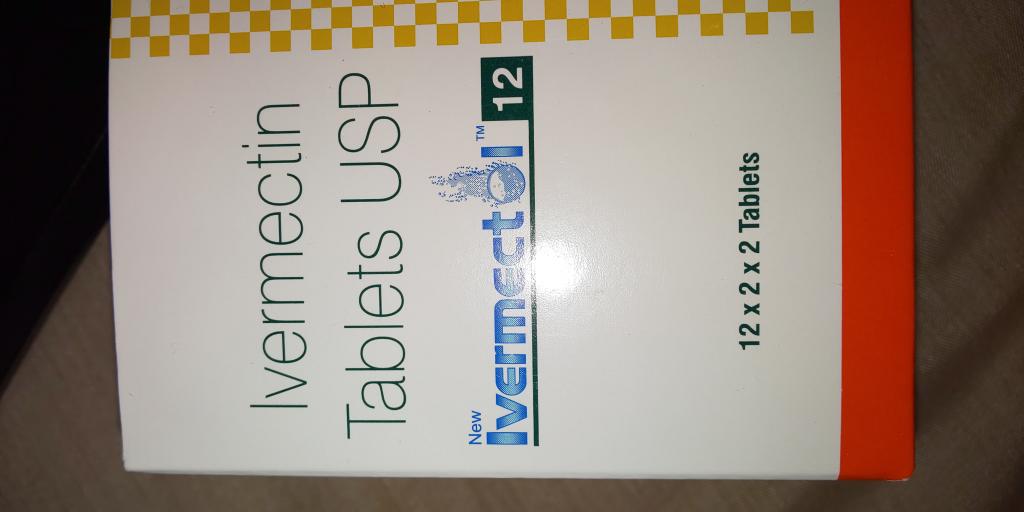 Ivermectin
Tablets USP
New
Ivermectol™ 12
12 x 2 x 2 Tablets